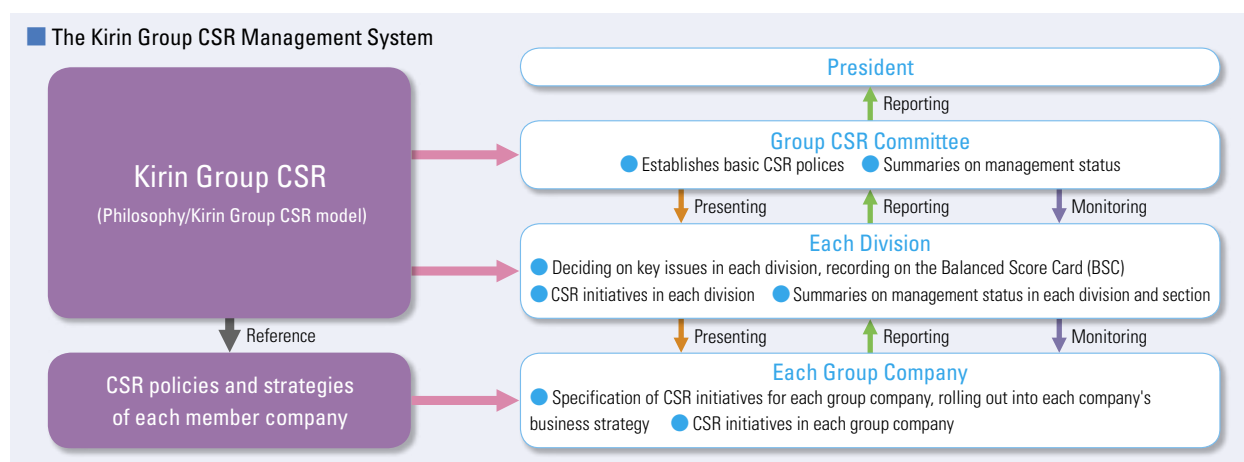 The Kirin Group CSR Management System
Kirin Group CSR
(Philosophy/Kirin Group CSR model)
Reference
CSR policies and strategies
of each member company
President
Reporting
Group CSR Committee
Establishes basic CSR polices Summaries on management status
Presenting Reporting Monitoring
Each Division
Deciding on key issues in each division, recording on the Balanced Score Card (BSC)
CSR initiatives in each division Summaries on management status in each division and section
Presenting Reporting Monitoring
Each Group Company
Specification of CSR initiatives for each group company, rolling out into each company's
business strategy CSR initiatives in each group company